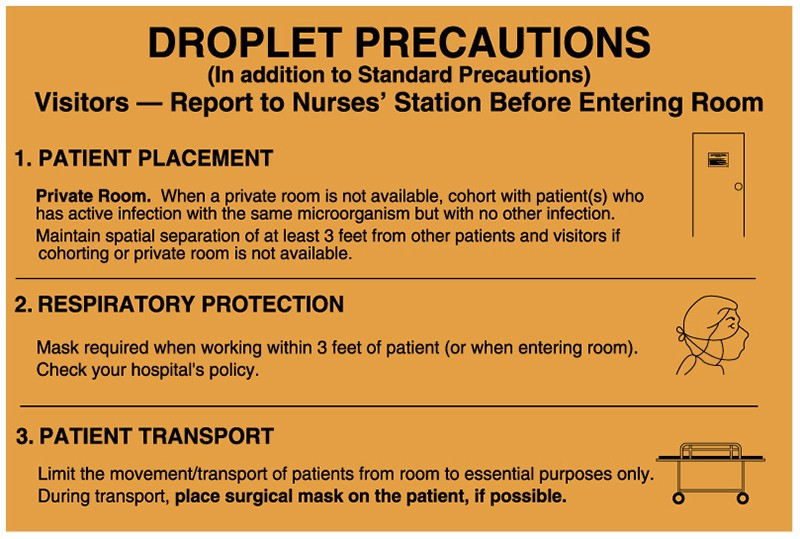 DROPLET PRECAUTIONS
(In addition to Standard Precautions)
Visitors — Report to Nurses' Station Before Entering Room
1. PATIENT PLACEMENT
Private Room. When a private room is not available, cohort with patient(s) who
has active infection with the same microorganism but with no other infection.
Maintain spatial separation of at least 3 feet from other patients and visitors if
cohorting or private room is not available.
2. RESPIRATORY PROTECTION
Mask required when working within 3 feet of patient (or when entering room).
Check your hospital's policy.
3. PATIENT TRANSPORT
Limit the movement/transport of patients from room to essential purposes only.
During transport, place surgical mask on the patient, if possible.